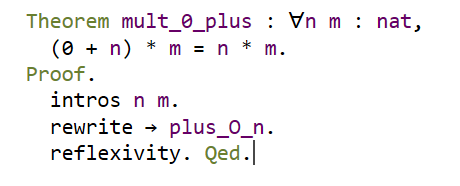 Theorem mult_0_plus : ∀n m : nat,
(0 + n) * m = n * m.
Proof.
intros n m.
rewrite → plus_O_n.
reflexivity. Qed.